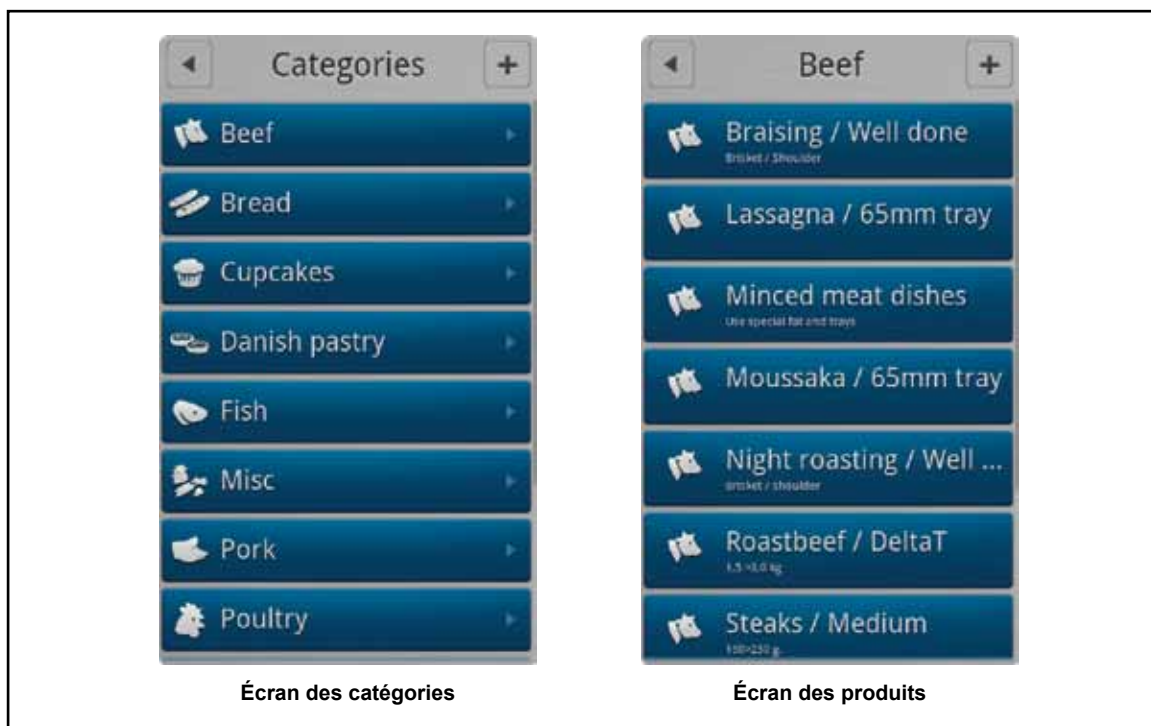 Categories
Beef
Bread
Cupcakes
Danish pastry
Fish
Misc
Pork
Poultry
Écran des catégories
Beef
Braising / Well done
Brisket / Shoulder
Lassagna / 65mm tray
Minced meat dishes
Use special fat and trays
Moussaka / 65mm tray
Night roasting / Well ...
Brisket / shoulder
Roastbeef / DeltaT
Steaks / Medium
Écran des produits